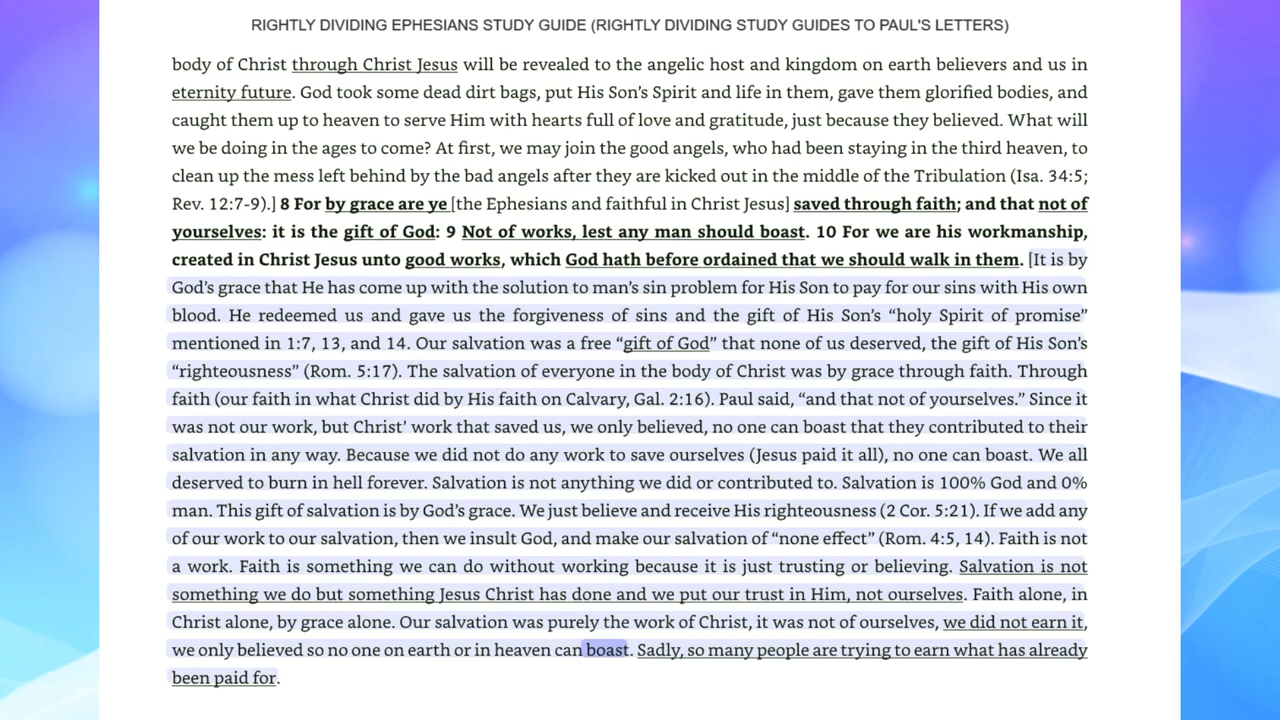 RIGHTLY DIVIDING EPHESIANS STUDY GUIDE (RIGHTLY DIVIDING STUDY GUIDES TO PAUL'S LETTERS)
body of Christ through Christ Jesus will be revealed to the angelic host and kingdom on earth believers and us in
eternity future. God took some dead dirt bags, put His Son’s Spirit and life in them, gave them glorified bodies, and
caught them up to heaven to serve Him with hearts full of love and gratitude, just because they believed. What will
we be doing in the ages to come? At first, we may join the good angels, who had been staying in the third heaven, to
clean up the mess left behind by the bad angels after they are kicked out in the middle of the Tribulation (Isa. 34:5;
Rev. 12:7-9).] 8 For by grace are ye [the Ephesians and faithful in Christ Jesus] saved through faith; and that not of
yourselves: it is the gift of God: 9 Not of works, lest any man should boast. 10 For we are his workmanship,
created in Christ Jesus unto good works, which God hath before ordained that we should walk in them. [It is by
God’s grace that He has come up with the solution to man’s sin problem for His Son to pay for our sins with His own
blood. He redeemed us and gave us the forgiveness of sins and the gift of His Son’s “holy Spirit of promise”
mentioned in 1:7, 13, and 14. Our salvation was a free “gift of God” that none of us deserved, the gift of His Son’s
“righteousness” (Rom. 5:17). The salvation of everyone in the body of Christ was by grace through faith. Through
faith (our faith in what Christ did by His faith on Calvary, Gal. 2:16). Paul said, “and that not of yourselves.” Since it
was not our work, but Christ’ work that saved us, we only believed, no one can boast that they contributed to their
salvation in any way. Because we did not do any work to save ourselves (Jesus paid it all), no one can boast. We all
deserved to burn in hell forever. Salvation is not anything we did or contributed to. Salvation is 100% God and 0%
man. This gift of salvation is by God’s grace. We just believe and receive His righteousness (2 Cor. 5:21). If we add any
of our work to our salvation, then we insult God, and make our salvation of “none effect” (Rom. 4:5, 14). Faith is not
a work. Faith is something we can do without working because it is just trusting or believing. Salvation is not
something we do but something Jesus Christ has done and we put our trust in Him, not ourselves. Faith alone, in
Christ alone, by grace alone. Our salvation was purely the work of Christ, it was not of ourselves, we did not earn it,
we only believed so no one on earth or in heaven can boast. Sadly, so many people are trying to earn what has already
been paid for.